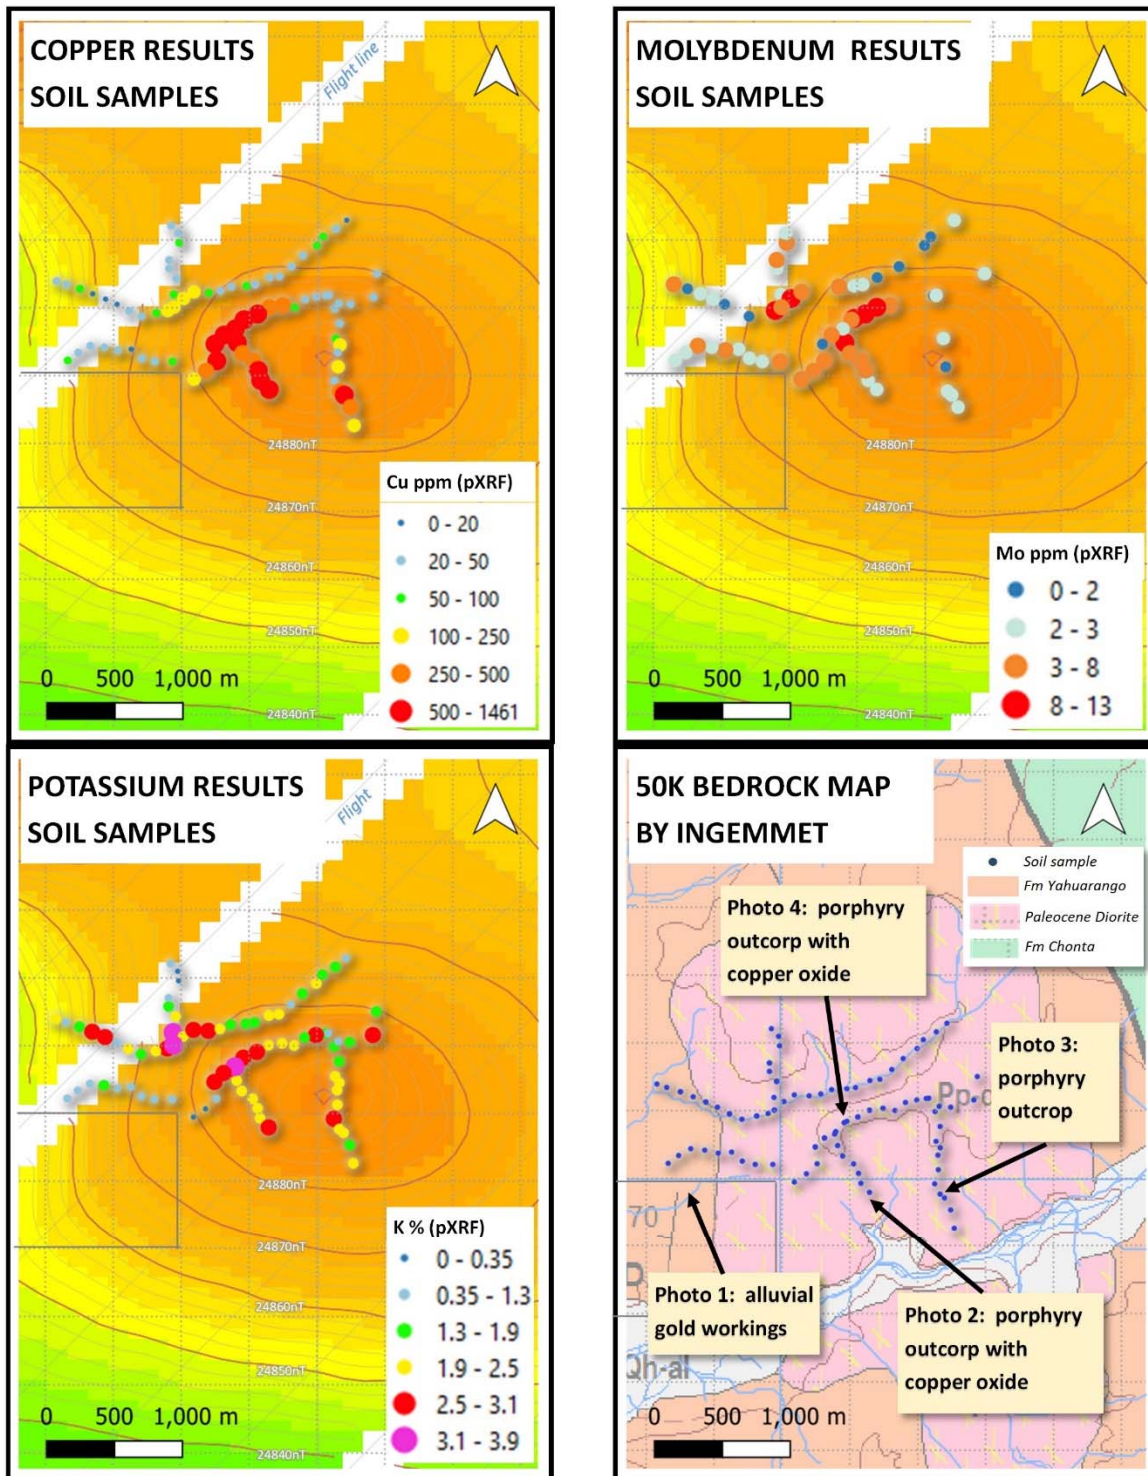 COPPER RESULTS
SOIL SAMPLES
Flight line
24880nT
24870nT
24860nT
24850nT
24840nT
0 500 1,000 m
Cu ppm (pXRF)
0 - 20
20 - 50
50 - 100
100 - 250
250 - 500
500 - 1461
MOLYBDENUM RESULTS
SOIL SAMPLES
24880nT
24870nT
24860nT
24850nT
24840nT
0 500 1,000 m
Mo ppm (pXRF)
0 - 2
2 - 3
3 - 8
8 - 13
POTASSIUM RESULTS
SOIL SAMPLES
Flight
24880nT
24870nT
24860nT
24850nT
24840nT
0 500 1,000 m
K % (pXRF)
0 - 0.35
0.35 - 1.3
1.3 - 1.9
1.9 - 2.5
2.5 - 3.1
3.1 - 3.9
50K BEDROCK MAP
BY INGEMMET
Soil sample
Fm Yahuarango
Paleocene Diorite
Fm Chonta
Photo 4: porphyry
outcorp with
copper oxide
Photo 3:
porphyry
outcrop
Photo 1: alluvial
gold workings
Photo 2: porphyry
outcorp with
copper oxide
70
Qh-al
0 500 1,000 m